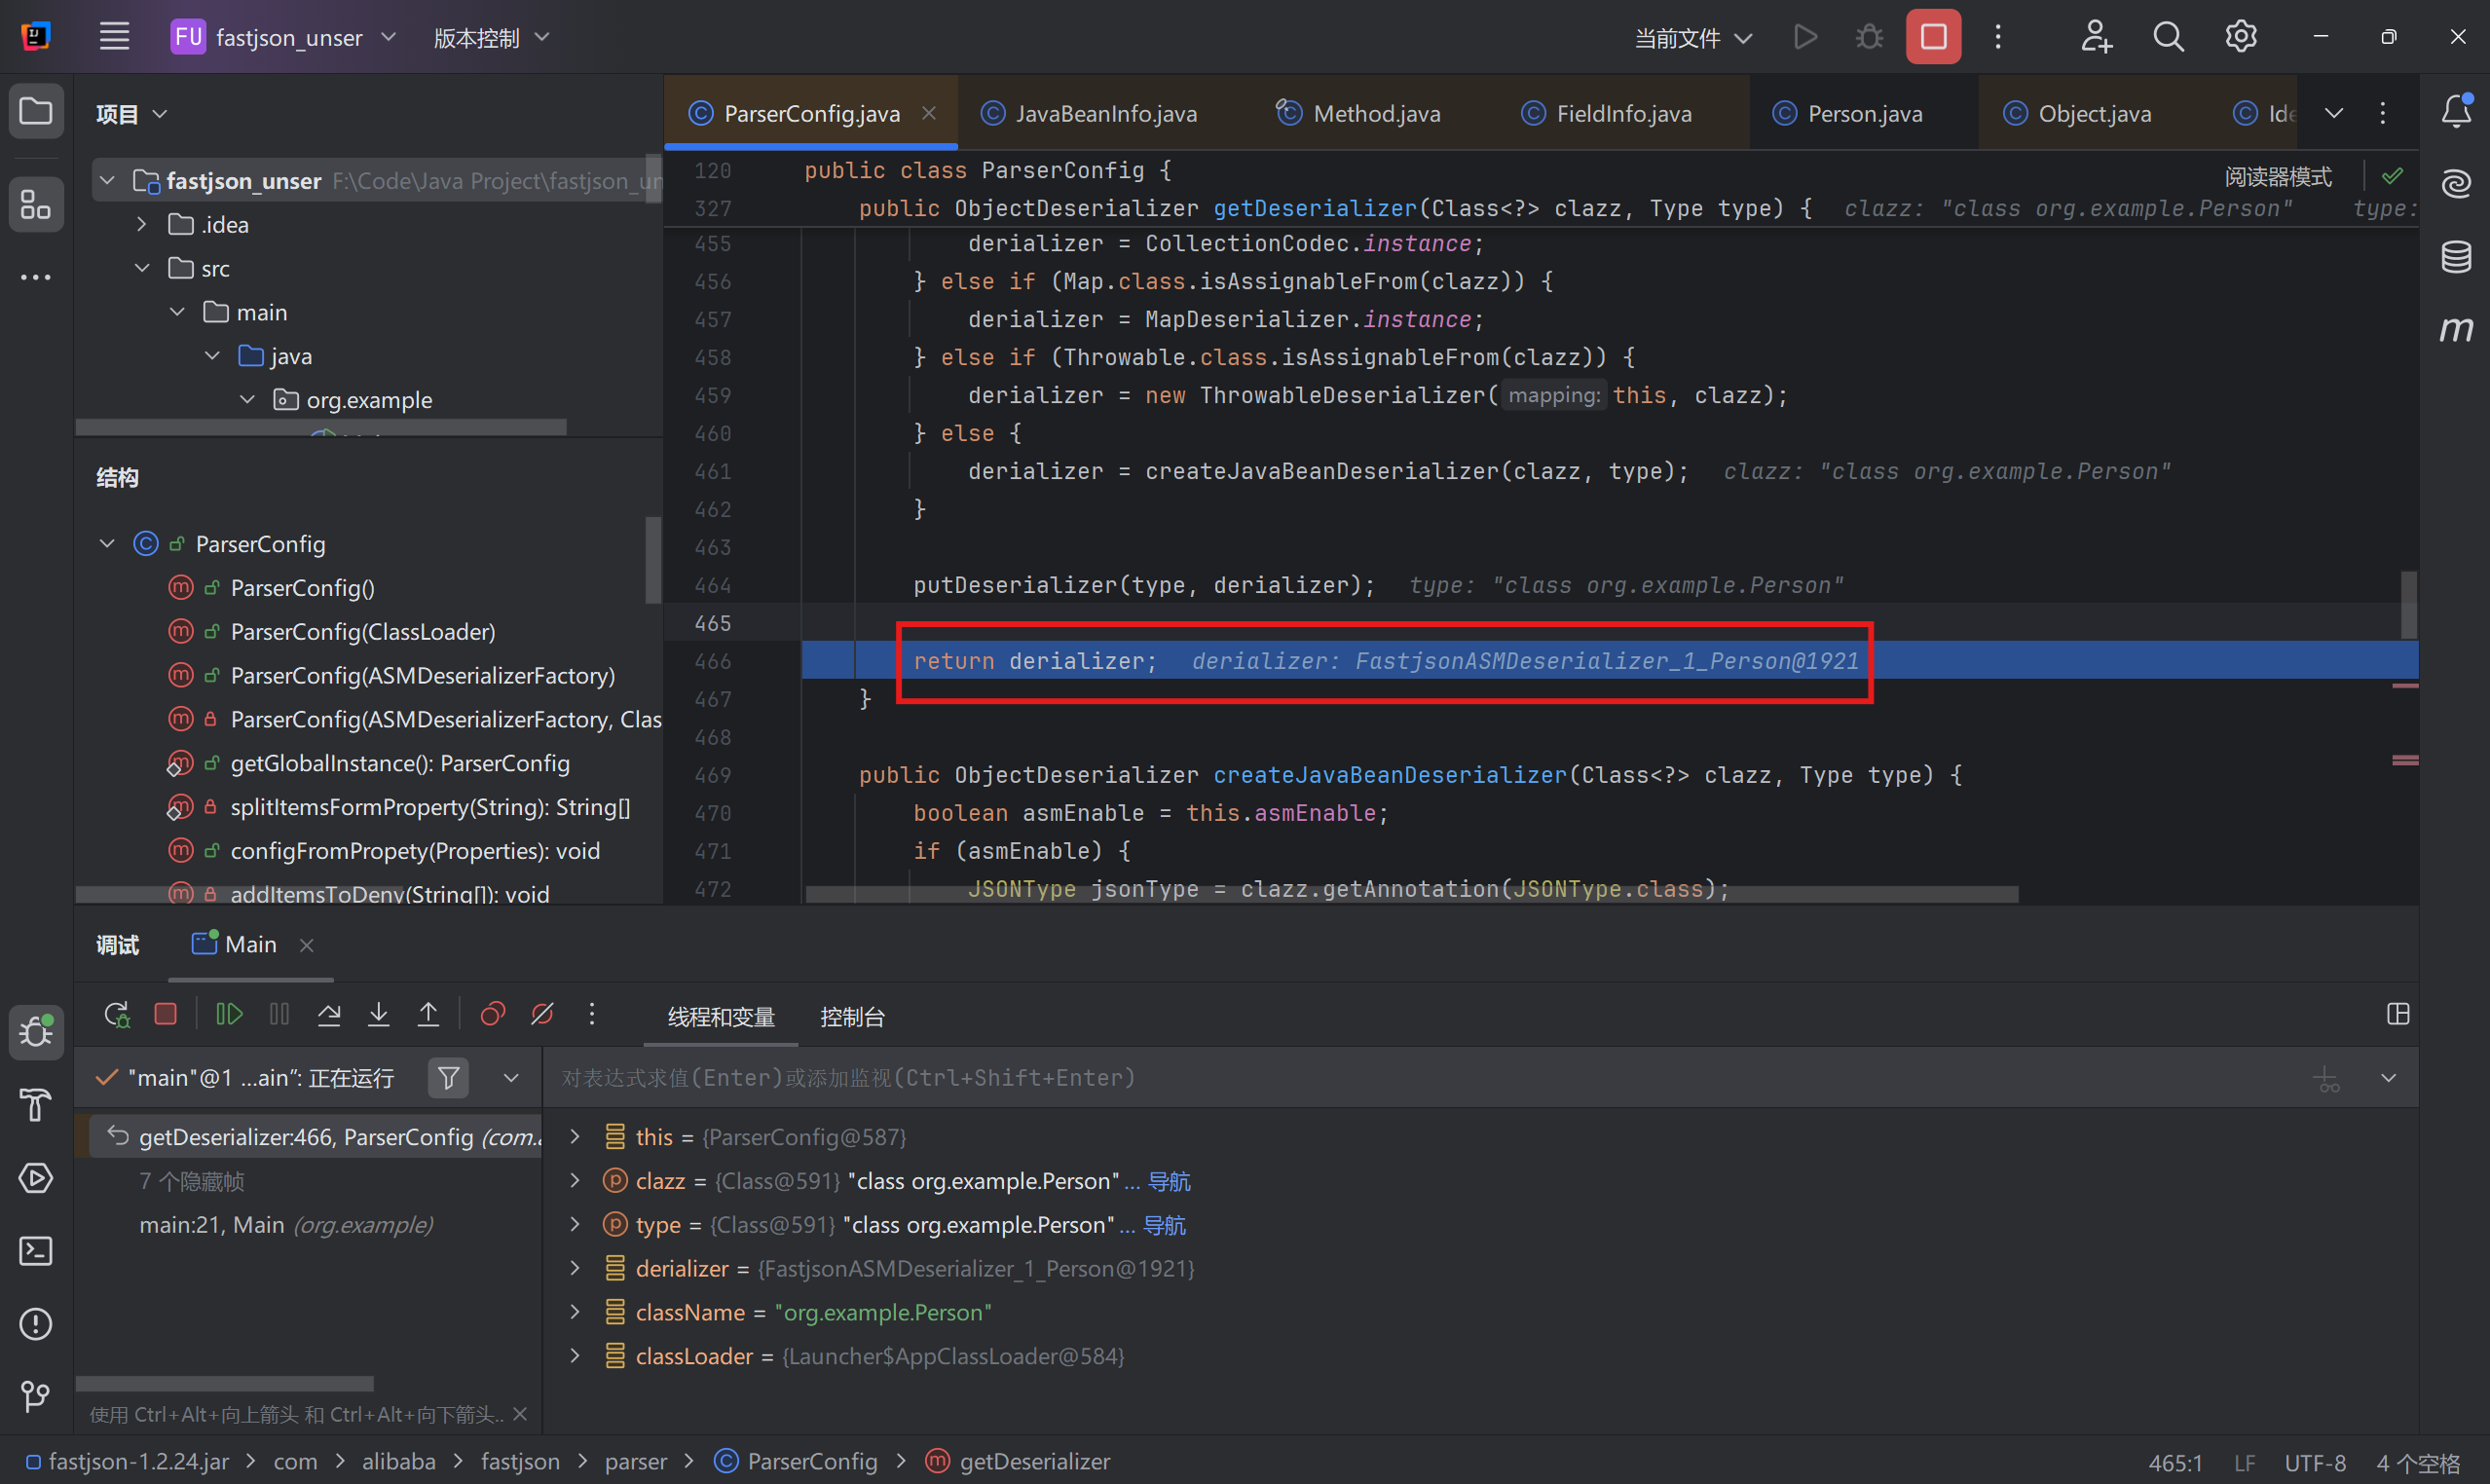 FU fastjson_unser 版本控制 当前文件
项目
fastjson_unser F:\Code\Java Project\fastjson_un
.idea
src
main
java
org.example
结构
ParserConfig
ParserConfig()
ParserConfig(ClassLoader)
ParserConfig(ASMDeserializerFactory)
ParserConfig(ASMDeserializerFactory, Clas
getGlobalInstance(): ParserConfig
splitItemsFormProperty(String): String[]
configFromPropety(Properties): void
addItemsToDeny(String[]): void
ParserConfig.java JavaBeanInfo.java Method.java FieldInfo.java Person.java Object.java Ide
阅读器模式
120 public class ParserConfig {
327 public ObjectDeserializer getDeserializer(Class<?> clazz, Type type) { clazz: "class org.example.Person" type:
455 derializer = CollectionCodec.instance;
456 } else if (Map.class.isAssignableFrom(clazz)) {
457 derializer = MapDeserializer.instance;
458 } else if (Throwable.class.isAssignableFrom(clazz)) {
459 derializer = new ThrowableDeserializer( mapping: this, clazz);
460 } else {
461 derializer = createJavaBeanDeserializer(clazz, type); clazz: "class org.example.Person"
462 }
463
464 putDeserializer(type, derializer); type: "class org.example.Person"
465
466 return derializer; derializer: FastjsonASMDeserializer_1_Person@1921
467 }
468
469 public ObjectDeserializer createJavaBeanDeserializer(Class<?> clazz, Type type) {
470 boolean asmEnable = this.asmEnable;
471 if (asmEnable) {
472 JSONType jsonType = clazz.getAnnotation(JSONType.class);
调试 Main
线程和变量 控制台
"main"@1 ...ain": 正在运行
对表达式求值(Enter)或添加监视(Ctrl+Shift+Enter)
getDeserializer:466, ParserConfig (com.a
7 个隐藏帧
main:21, Main (org.example)
this = {ParserConfig@587}
clazz = {Class@591} "class org.example.Person" ... 导航
type = {Class@591} "class org.example.Person" ... 导航
derializer = {FastjsonASMDeserializer_1_Person@1921}
className = "org.example.Person"
classLoader = {Launcher$AppClassLoader@584}
使用 Ctrl+Alt+向上箭头 和 Ctrl+Alt+向下箭头..
fastjson-1.2.24.jar > com > alibaba > fastjson > parser > ParserConfig > getDeserializer
465:1 LF UTF-8 4 个空格